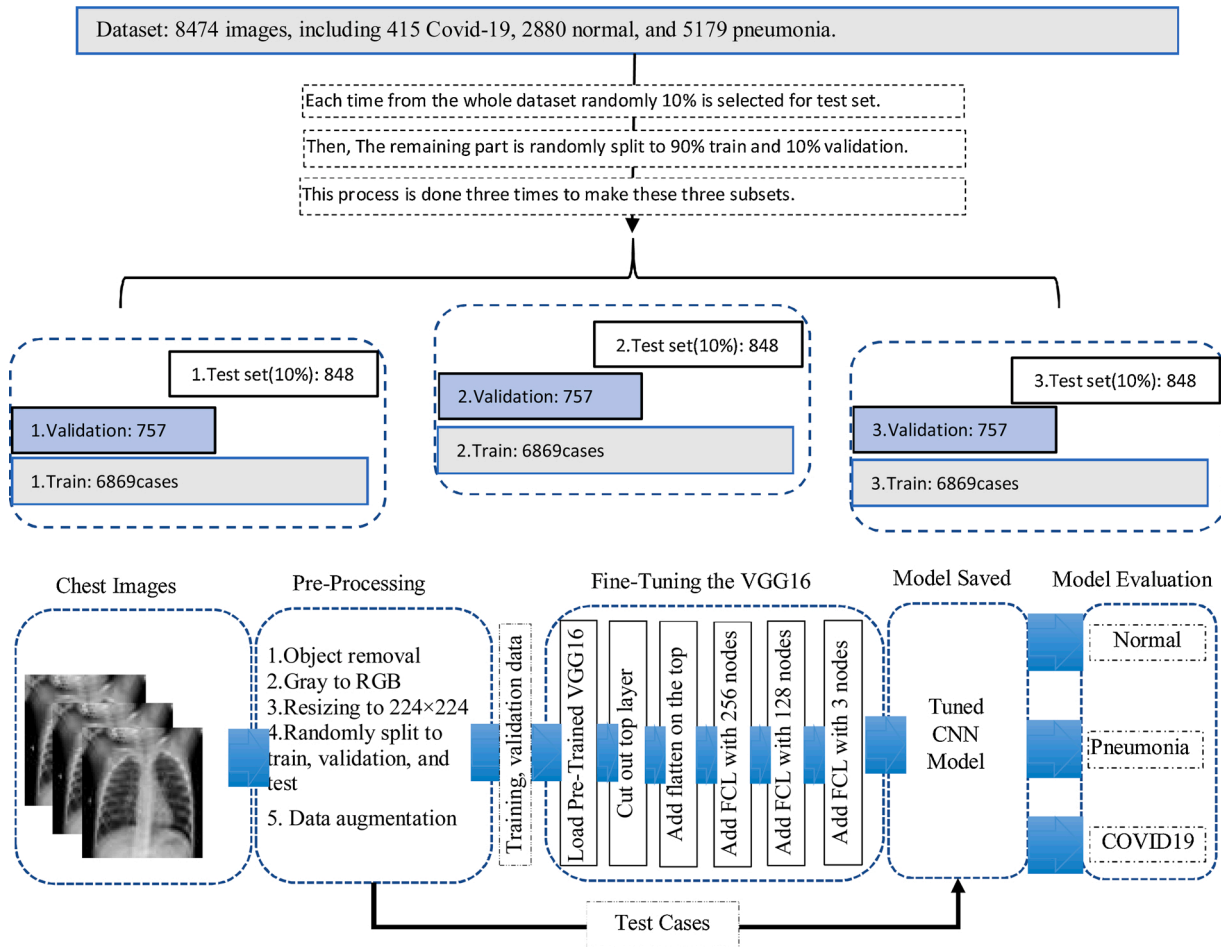 Dataset: 8474 images, including 415 Covid-19, 2880 normal, and 5179 pneumonia.
Each time from the whole dataset randomly 10% is selected for test set.
Then, The remaining part is randomly split to 90% train and 10% validation.
This process is done three times to make these three subsets.
1.Test set(10%): 848
1.Validation: 757
1.Train: 6869cases
2.Test set(10%): 848
2.Validation: 757
2.Train: 6869cases
3.Test set(10%): 848
3.Validation: 757
3.Train: 6869cases
Chest Images
Pre-Processing
1.Object removal
2.Gray to RGB
3.Resizing to 224×224
4.Randomly split to
train, validation, and
test
5. Data augmentation
Training, validation data
Fine-Tuning the VGG16
Load Pre-Trained VGG16
Cut out top layer
Add flatten on the top
Add FCL with 256 nodes
Add FCL with 128 nodes
Add FCL with 3 nodes
Model Saved
Tuned
CNN
Model
Model Evaluation
Normal
Pneumonia
COVID19
Test Cases